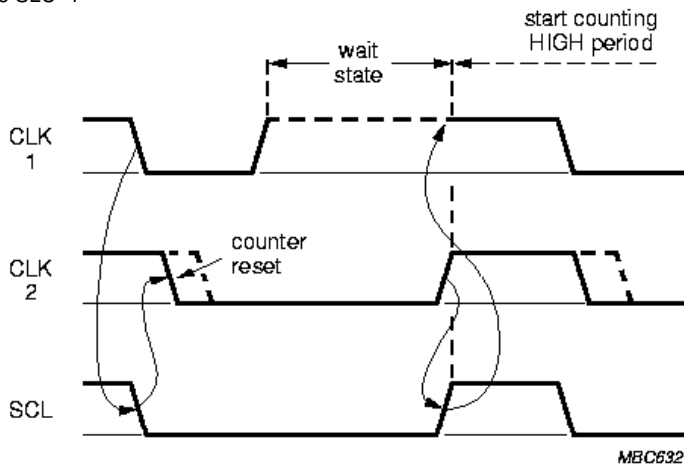 start counting
HIGH period
wait
state
CLK
1
counter
reset
CLK
2
SCL
MBC632